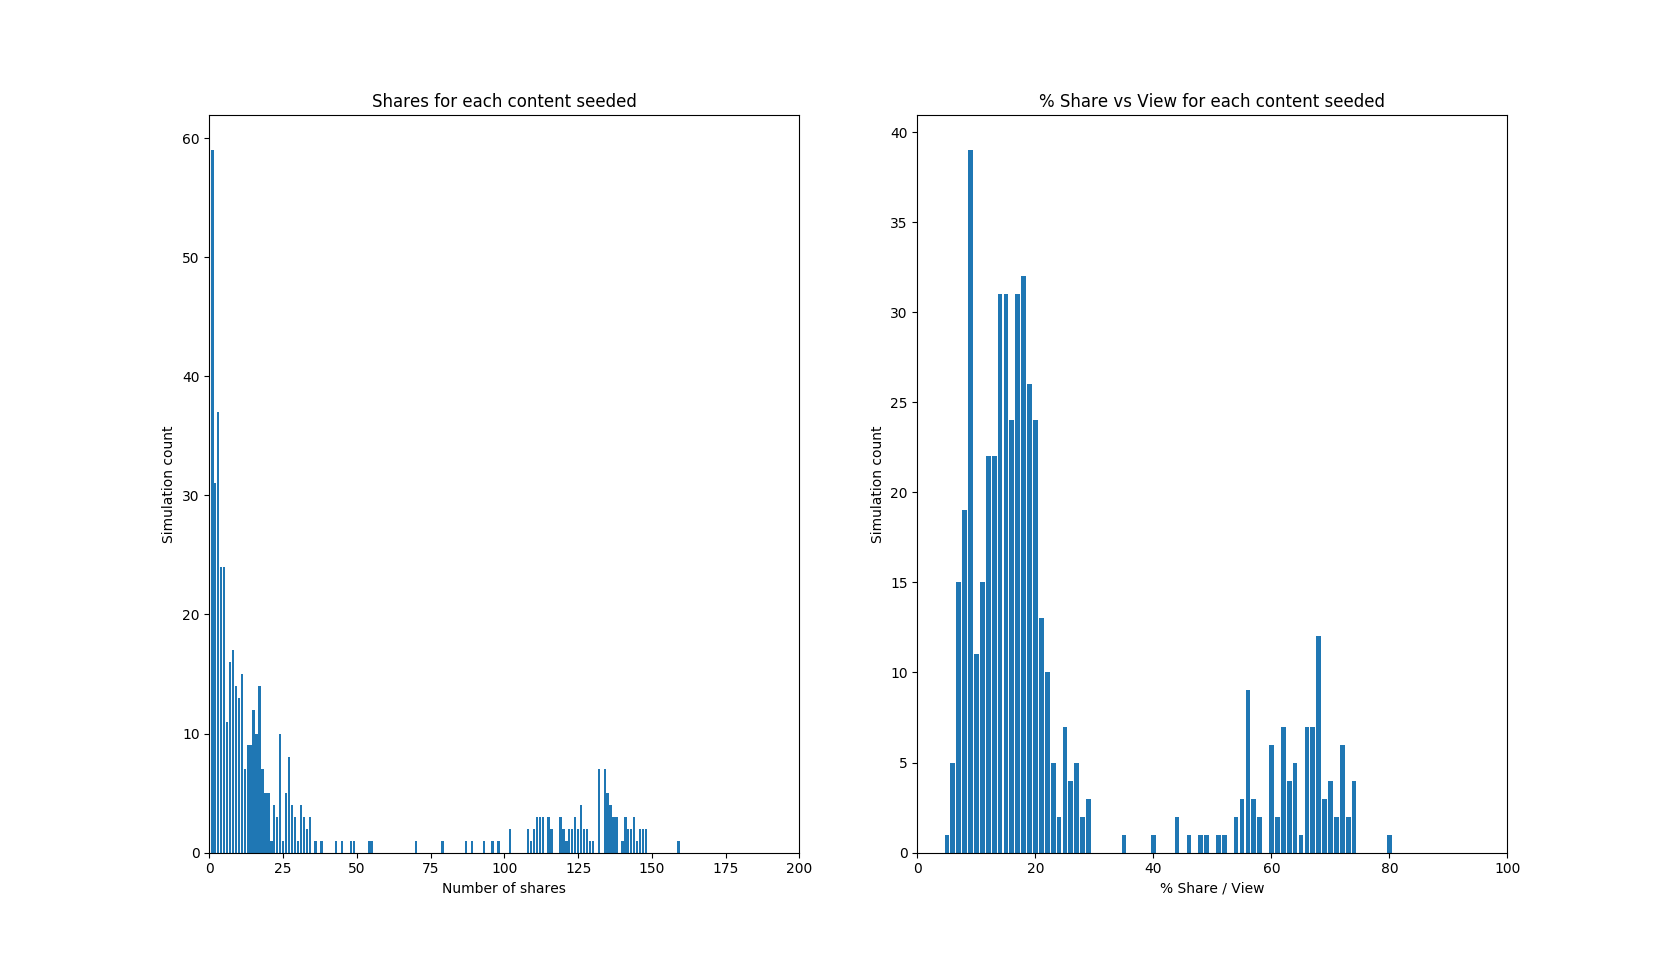 Shares for each content seeded
60
50
40
30
20
10
0
Simulation count
0 25 50 75 100 125 150 175 200
Number of shares
% Share vs View for each content seeded
40
35
30
25
20
15
10
5
0
Simulation count
0 20 40 60 80 100
% Share / View